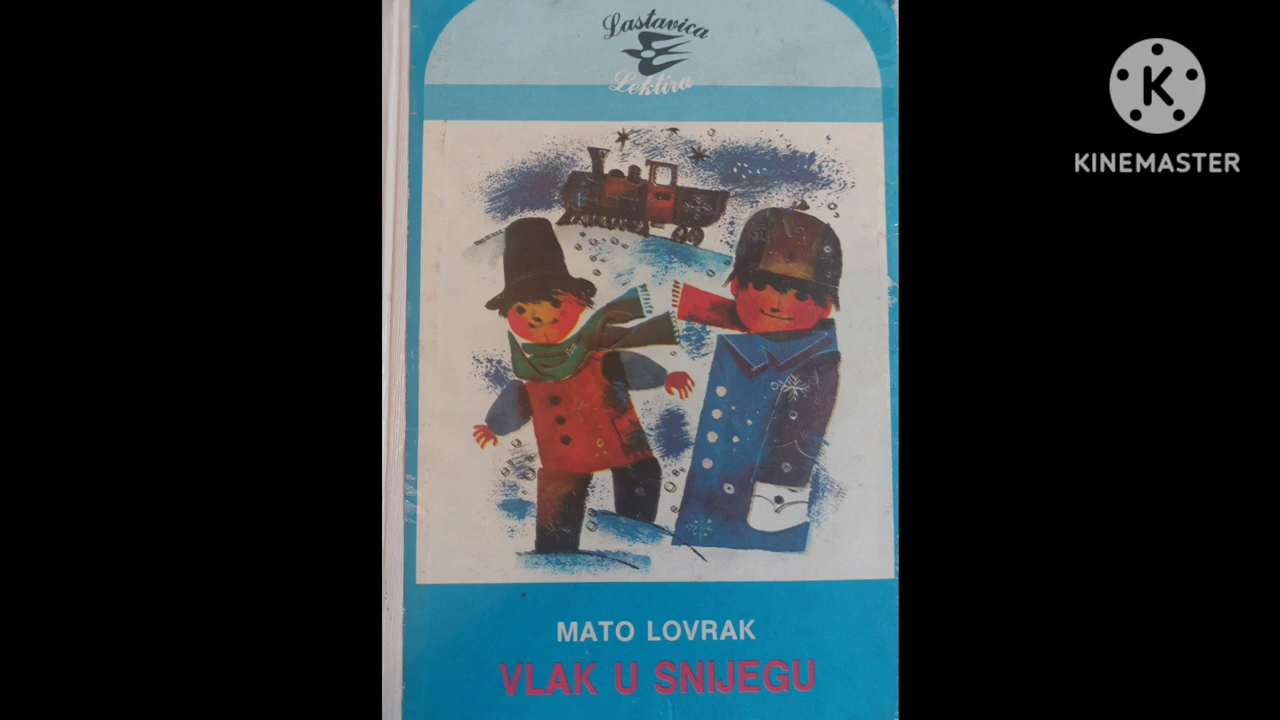 Lastavica
Lektira
MATO LOVRAK
VLAK U SNIJEGU
K
KINEMASTER